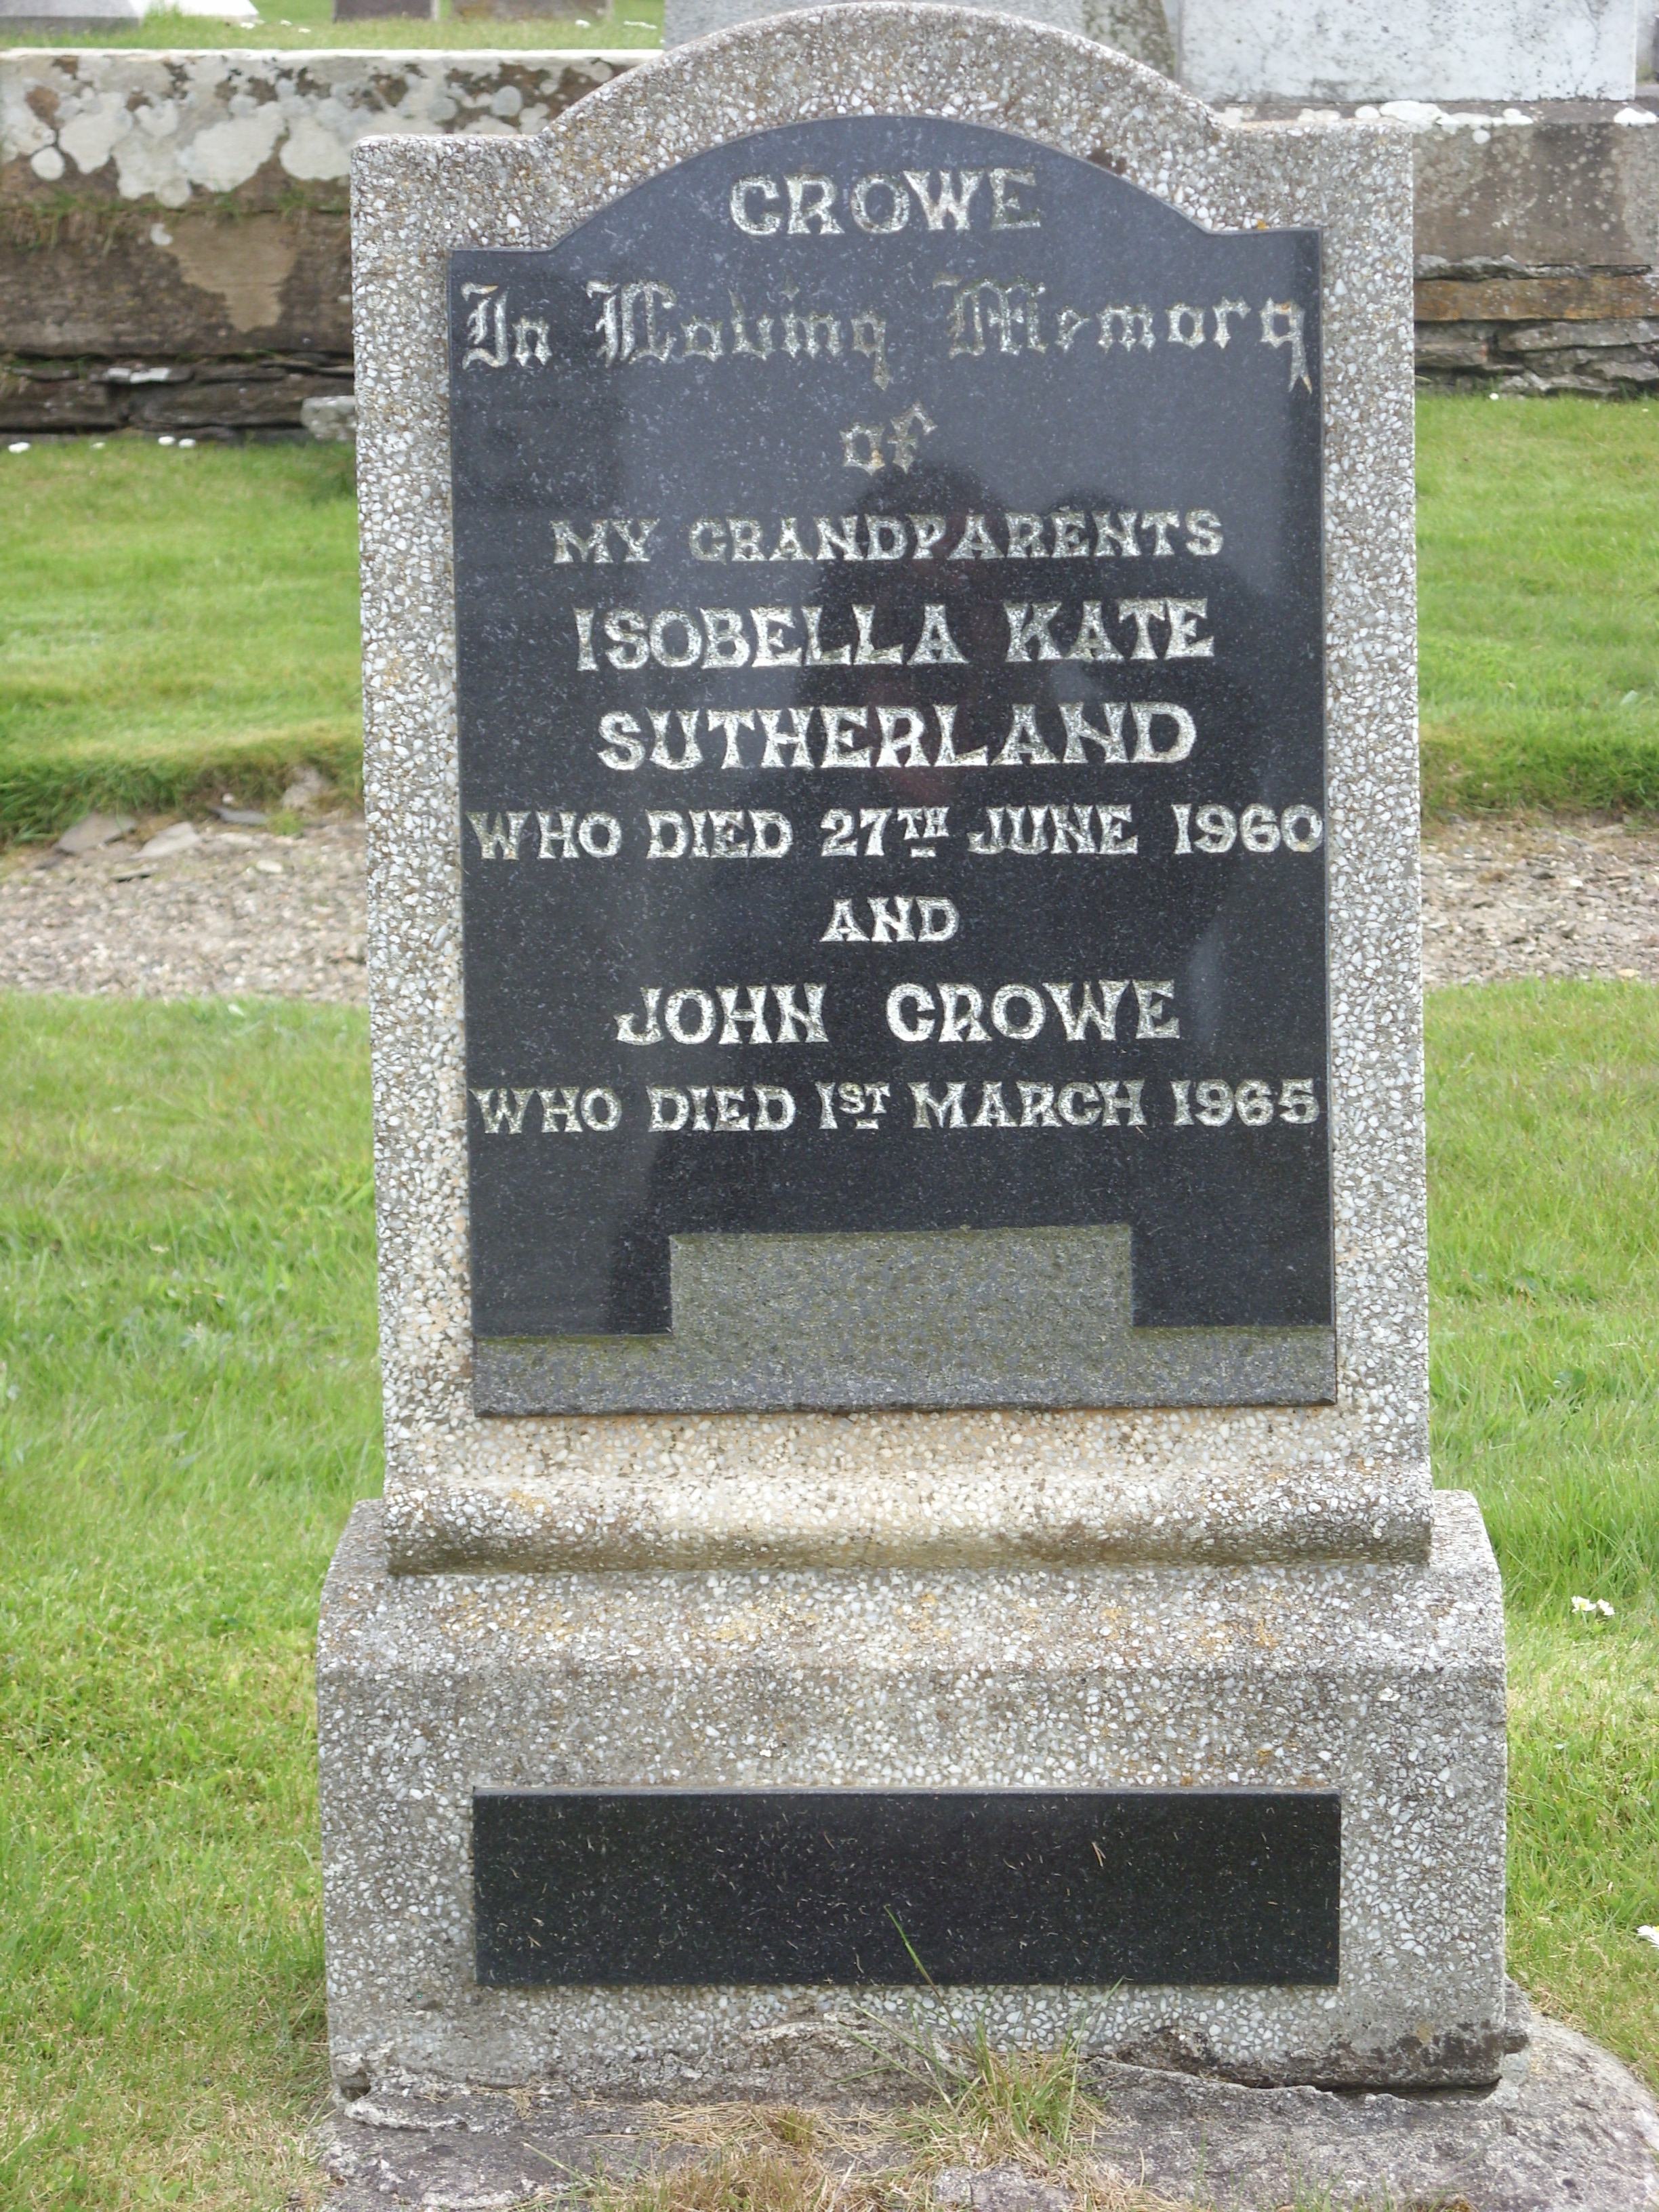 CROWE
In Loving Memory
of
MY GRANDPARENTS
ISOBELLA KATE
SUTHERLAND
WHO DIED 27TH JUNE 1960
AND
JOHN CROWE
WHO DIED 1ST MARCH 1965